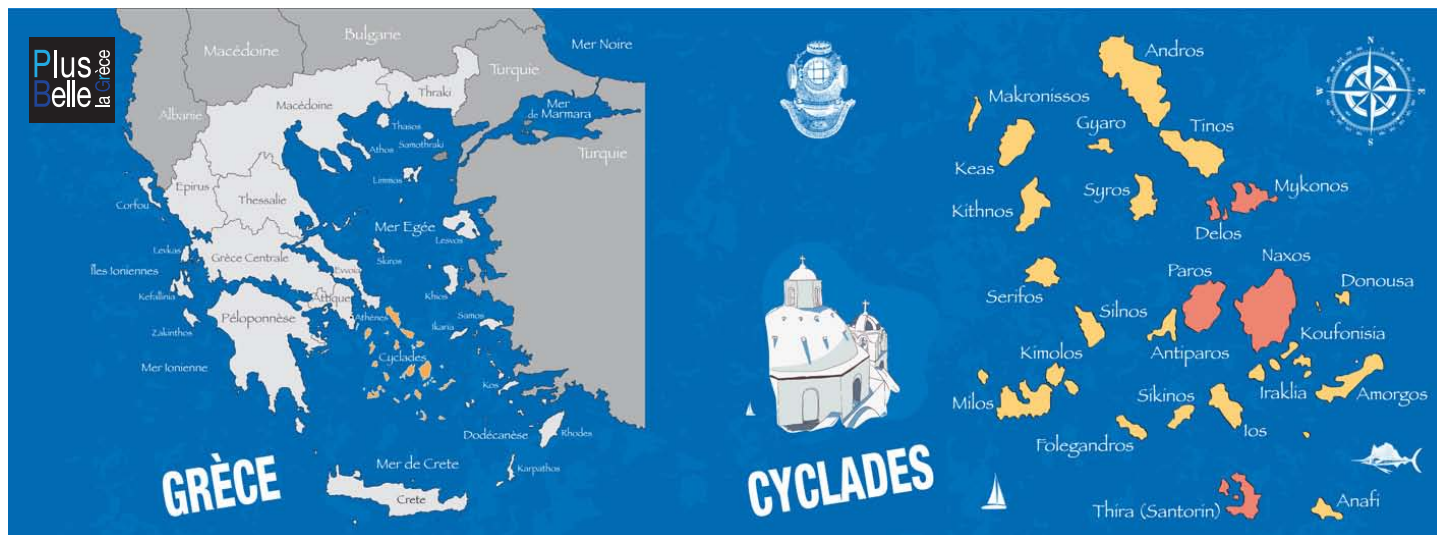 Plus
Belle
la Grèce
Bulgarie
Macédoine
Mer Noire
Turquie
Thraki
Macédoine
Albanie
Mer
de Marmara
Thasos
Samothraki
Athos
Turquie
Limmos
Epirus
Thessalie
Corfou
Mer Egée
Lesvos
Levkas
Grèce Centrale
Skiros
Îles Ioniennes
Evvoia
Kefallinia
Attique
Khios
Péloponnèse
Athènes
Samos
Zakinthos
Ikaria
Cyclades
Mer Ionienne
Kos
Dodécanèse
Rhodes
Mer de Crete
Karpathos
Crete
GRÈCE
CYCLADES
N
W
E
S
Andros
Makronissos
Gyaro
Tinos
Keas
Syros
Mykonos
Kithnos
Delos
Naxos
Paros
Donousa
Serifos
Silnos
Koufonisia
Antiparos
Kimolos
Iraklia
Amorgos
Milos
Sikinos
Ios
Folegandros
Thira (Santorin)
Anafi